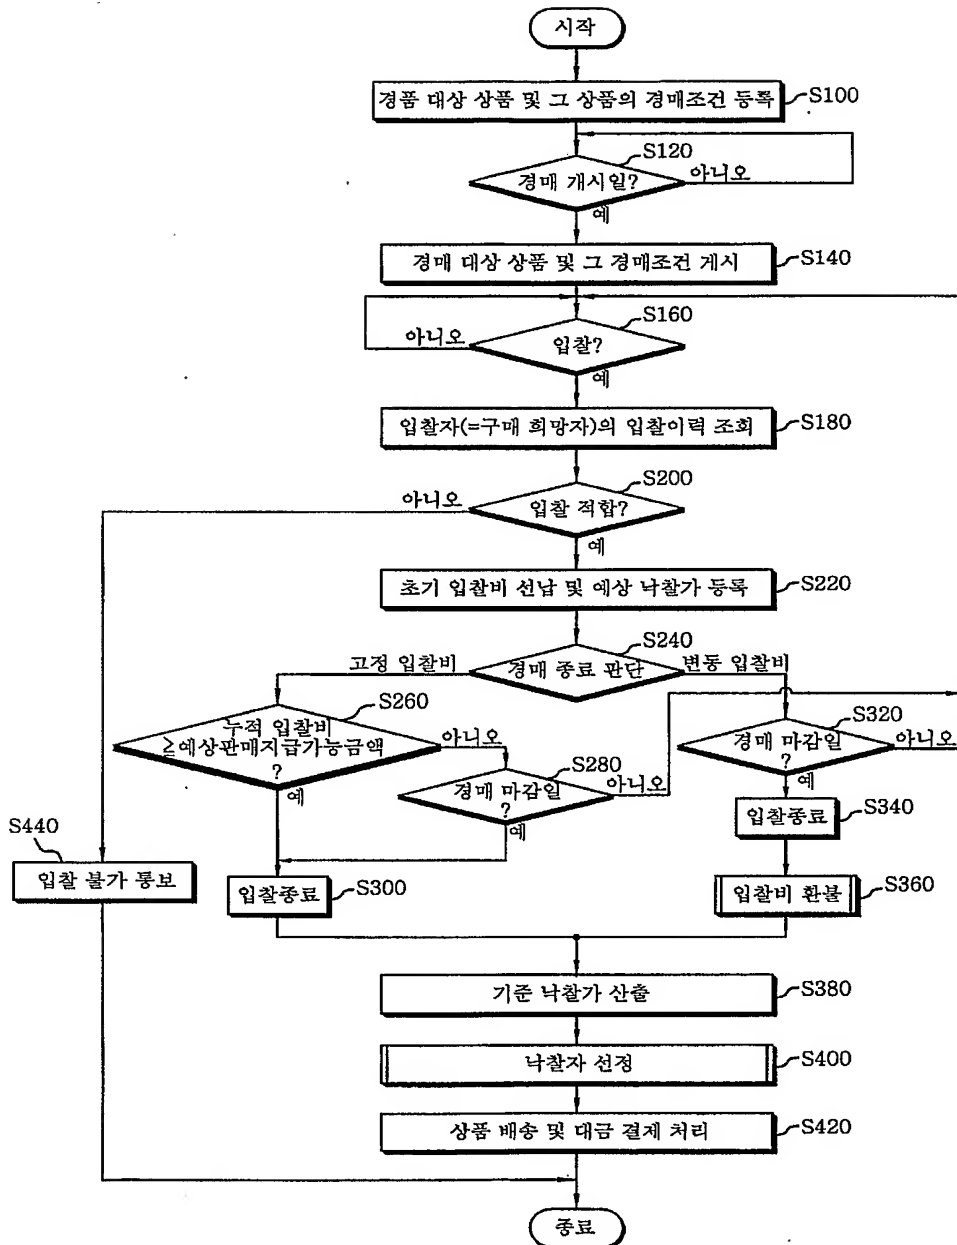 시작
경품 대상 상품 및 그 상품의 경매조건 등록
S100
S120
경매 개시일?
아니오
예
경매 대상 상품 및 그 경매조건 게시
S140
S160
아니오
입찰?
예
입찰자(=구매 희망자)의 입찰이력 조회
S180
S200
아니오
입찰 적합?
예
초기 입찰비 선납 및 예상 낙찰가 등록
S220
S240
고정 입찰비
경매 종료 판단
변동 입찰비
S260
누적 입찰비
≧예상판매지급가능금액
?
아니오
예
S280
경매 마감일
?
아니오
예
S320
경매 마감일
?
아니오
예
S340
입찰종료
S440
입찰 불가 통보
입찰종료
S300
입찰비 환불
S360
기준 낙찰가 산출
S380
낙찰자 선정
S400
상품 배송 및 대금 결제 처리
S420
종료